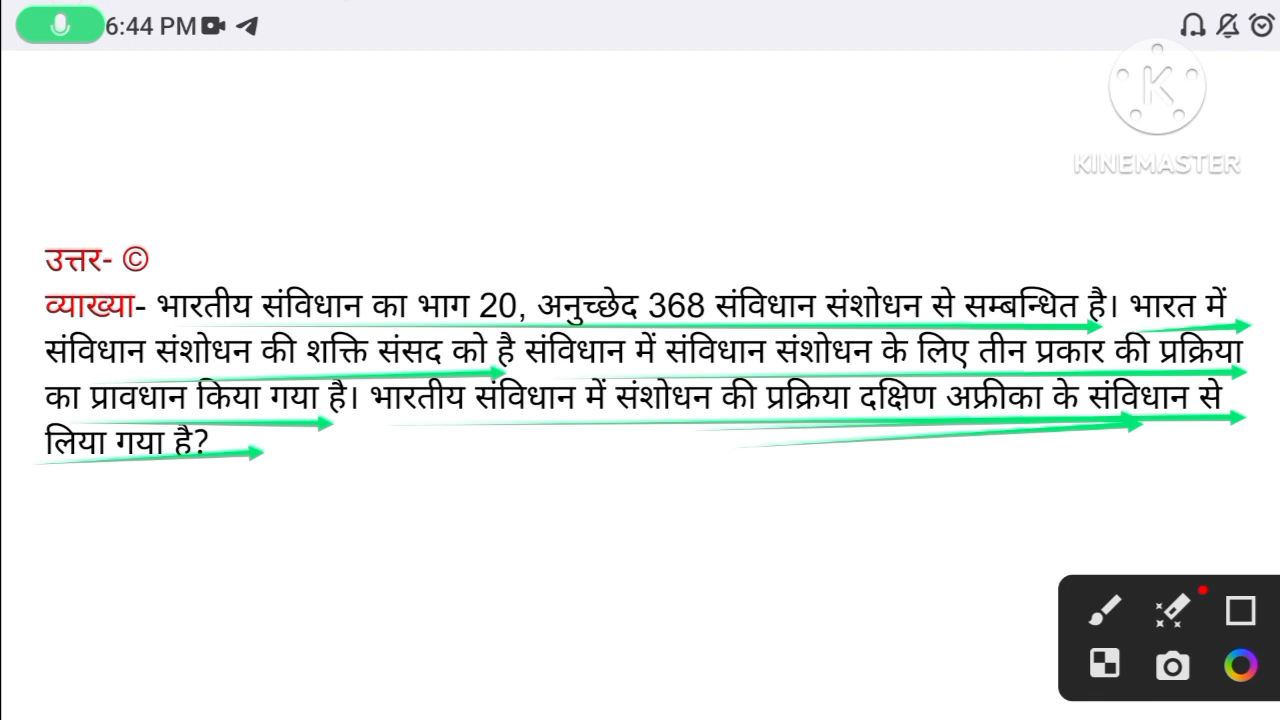 6:44 PM
KINEMASTER
उत्तर- ©
व्याख्या- भारतीय संविधान का भाग 20, अनुच्छेद 368 संविधान संशोधन से सम्बन्धित है। भारत में
संविधान संशोधन की शक्ति संसद को है संविधान में संविधान संशोधन के लिए तीन प्रकार की प्रक्रिया
का प्रावधान किया गया है। भारतीय संविधान में संशोधन की प्रक्रिया दक्षिण अफ्रीका के संविधान से
लिया गया है?